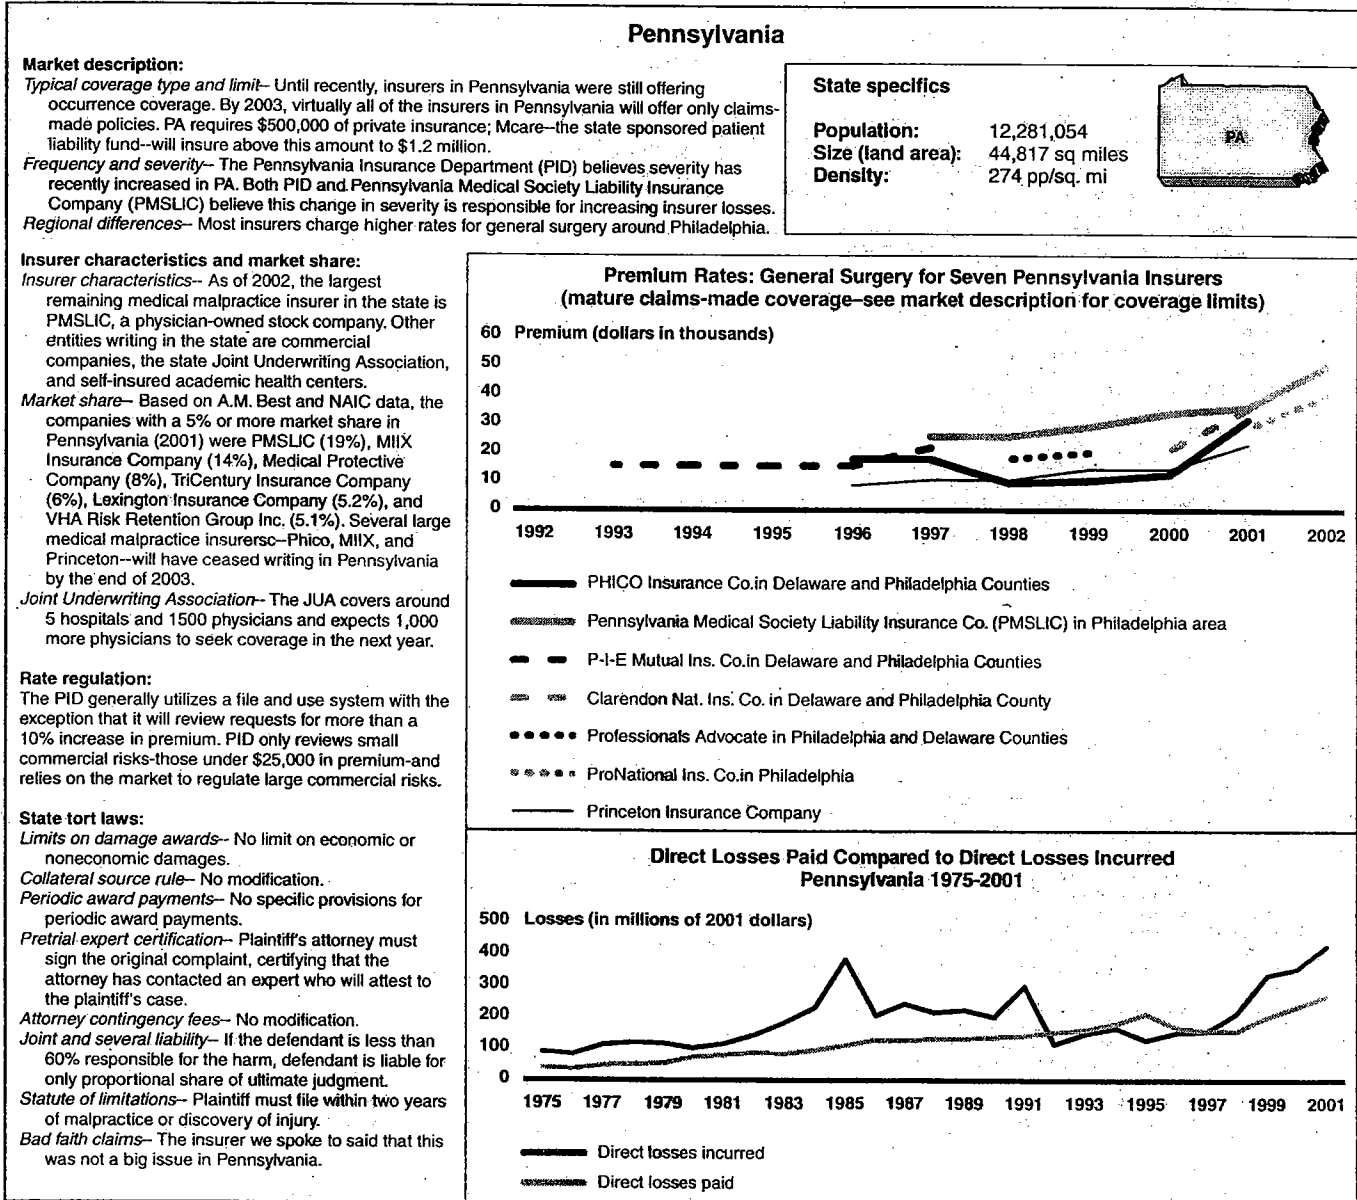 Pennsylvania
Market description:
Typical coverage type and limit-- Until recently, insurers in Pennsylvania were still offering
occurrence coverage. By 2003, virtually all of the insurers in Pennsylvania will offer only claims-
made policies. PA requires $500,000 of private insurance; Mcare--the state sponsored patient
liability fund--will insure above this amount to $1.2 million.
Frequency and severity-- The Pennsylvania Insurance Department (PID) believes severity has
recently increased in PA. Both PID and Pennsylvania Medical Society Liability Insurance
Company (PMSLIC) believe this change in severity is responsible for increasing insurer losses.
Regional differences-- Most insurers charge higher rates for general surgery around Philadelphia.
State specifics
Population: 12,281,054
Size (land area): 44,817 sq miles
Density: 274 pp/sq. mi
PA
Insurer characteristics and market share:
Insurer characteristics-- As of 2002, the largest
remaining medical malpractice insurer in the state is
PMSLIC, a physician-owned stock company. Other
entities writing in the state are commercial
companies, the state Joint Underwriting Association,
and self-insured academic health centers.
Market share-- Based on A.M. Best and NAIC data, the
companies with a 5% or more market share in
Pennsylvania (2001) were PMSLIC (19%), MIIX
Insurance Company (14%), Medical Protective
Company (8%), TriCentury Insurance Company
(6%), Lexington Insurance Company (5.2%), and
VHA Risk Retention Group Inc. (5.1%). Several large
medical malpractice insurersc--Phico, MIIX, and
Princeton--will have ceased writing in Pennsylvania
by the end of 2003.
Joint Underwriting Association-- The JUA covers around
5 hospitals and 1500 physicians and expects 1,000
more physicians to seek coverage in the next year.
Rate regulation:
The PID generally utilizes a file and use system with the
exception that it will review requests for more than a
10% increase in premium. PID only reviews small
commercial risks-those under $25,000 in premium-and
relies on the market to regulate large commercial risks.
State tort laws:
Limits on damage awards-- No limit on economic or
noneconomic damages.
Collateral source rule-- No modification.
Periodic award payments-- No specific provisions for
periodic award payments.
Pretrial expert certification-- Plaintiff's attorney must
sign the original complaint, certifying that the
attorney has contacted an expert who will attest to
the plaintiff's case.
Attorney contingency fees-- No modification.
Joint and several liability-- If the defendant is less than
60% responsible for the harm, defendant is liable for
only proportional share of ultimate judgment.
Statute of limitations-- Plaintiff must file within two years
of malpractice or discovery of injury.
Bad faith claims-- The insurer we spoke to said that this
was not a big issue in Pennsylvania.
Premium Rates: General Surgery for Seven Pennsylvania Insurers
(mature claims-made coverage--see market description for coverage limits)
60 Premium (dollars in thousands)
50
40
30
20
10
0
1992 1993 1994 1995 1996 1997 1998 1999 2000 2001 2002
PHICO Insurance Co.in Delaware and Philadelphia Counties
Pennsylvania Medical Society Liability Insurance Co. (PMSLIC) in Philadelphia area
P-I-E Mutual Ins. Co.in Delaware and Philadelphia Counties
Clarendon Nat. Ins. Co. in Delaware and Philadelphia County
Professionals Advocate in Philadelphia and Delaware Counties
ProNational Ins. Co.in Philadelphia
Princeton Insurance Company
Direct Losses Paid Compared to Direct Losses Incurred
Pennsylvania 1975-2001
500 Losses (in millions of 2001 dollars)
400
300
200
100
0
1975 1977 1979 1981 1983 1985 1987 1989 1991 1993 1995 1997 1999 2001
Direct losses incurred
Direct losses paid